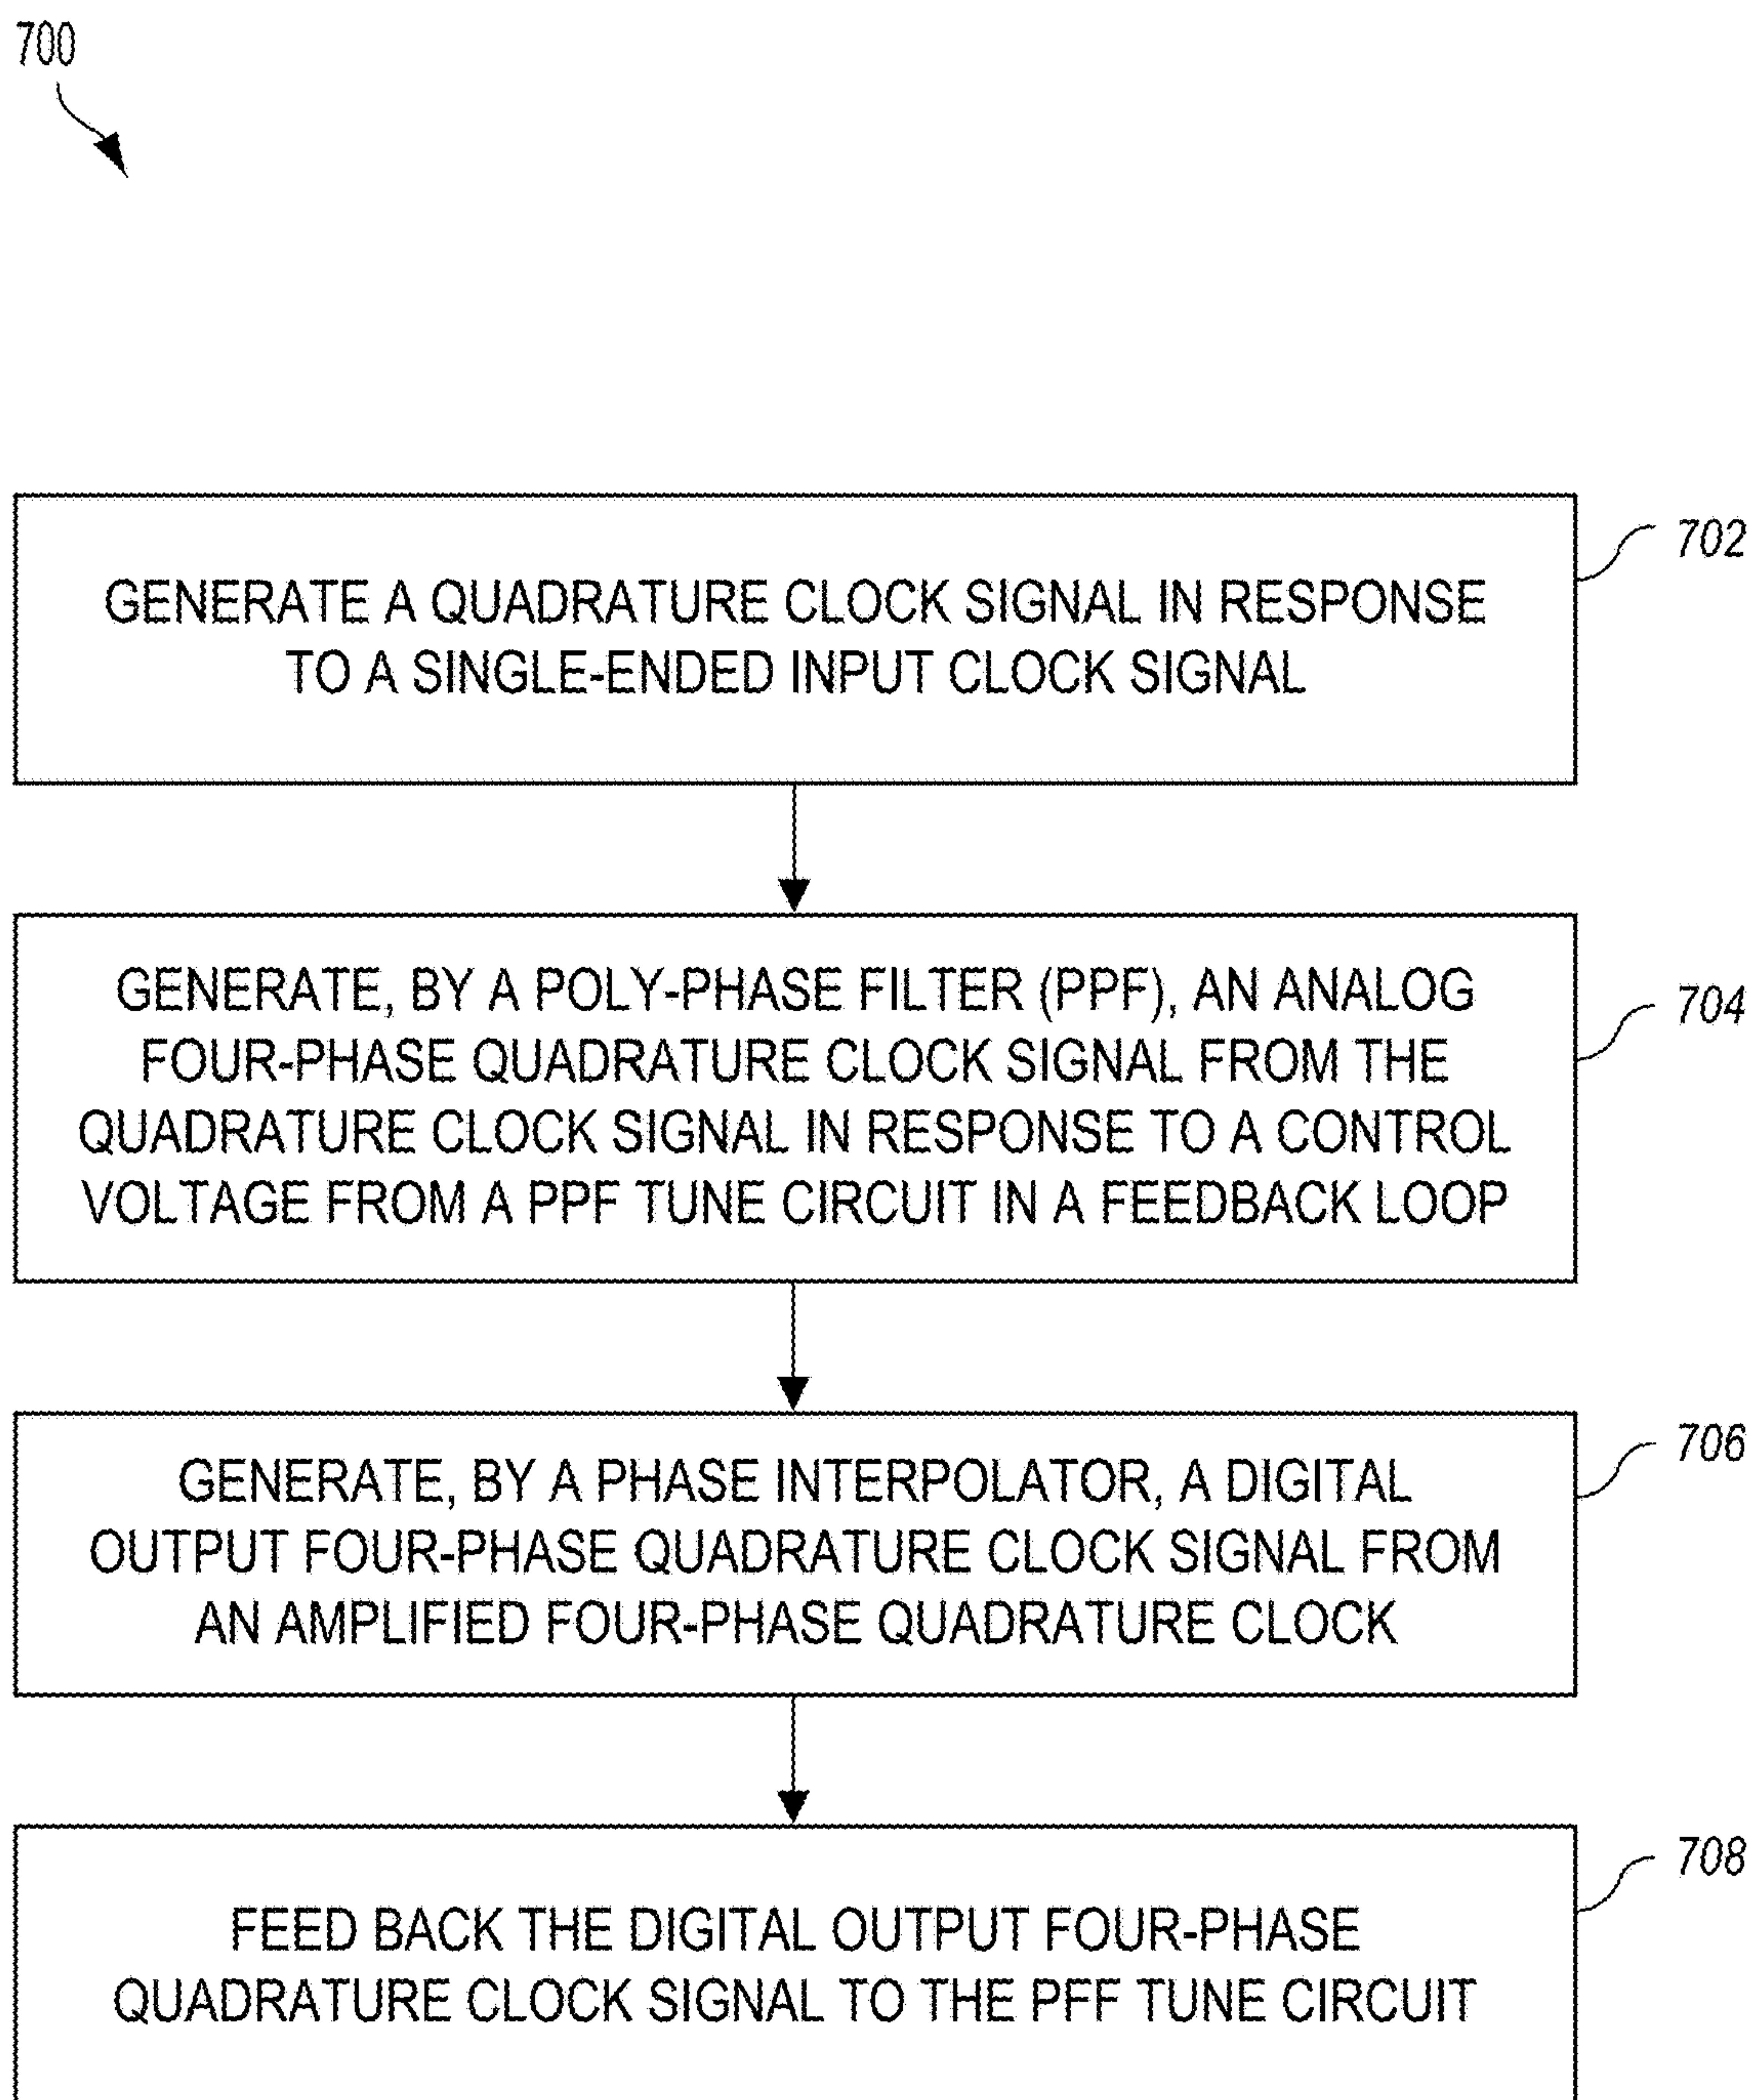 700
GENERATE A QUADRATURE CLOCK SIGNAL IN RESPONSE
TO A SINGLE-ENDED INPUT CLOCK SIGNAL
702
GENERATE, BY A POLY-PHASE FILTER (PPF), AN ANALOG
FOUR-PHASE QUADRATURE CLOCK SIGNAL FROM THE
QUADRATURE CLOCK SIGNAL IN RESPONSE TO A CONTROL
VOLTAGE FROM A PPF TUNE CIRCUIT IN A FEEDBACK LOOP
704
GENERATE, BY A PHASE INTERPOLATOR, A DIGITAL
OUTPUT FOUR-PHASE QUADRATURE CLOCK SIGNAL FROM
AN AMPLIFIED FOUR-PHASE QUADRATURE CLOCK
706
FEED BACK THE DIGITAL OUTPUT FOUR-PHASE
QUADRATURE CLOCK SIGNAL TO THE PFF TUNE CIRCUIT
708